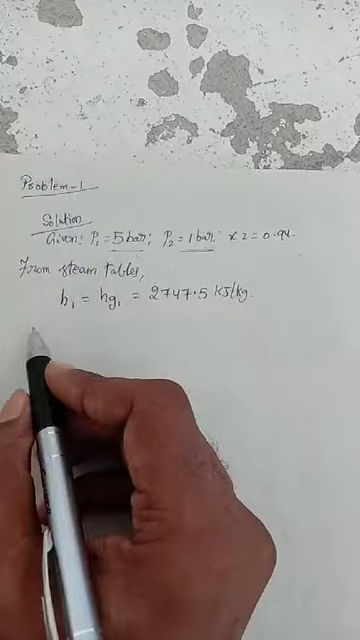 Problem-1
Solution
Given: P₁ = 5 bar; P₂ = 1 bar; x2 = 0.94.
From steam tables,
h₁ = hg₁ = 2747.5 KJ/kg.